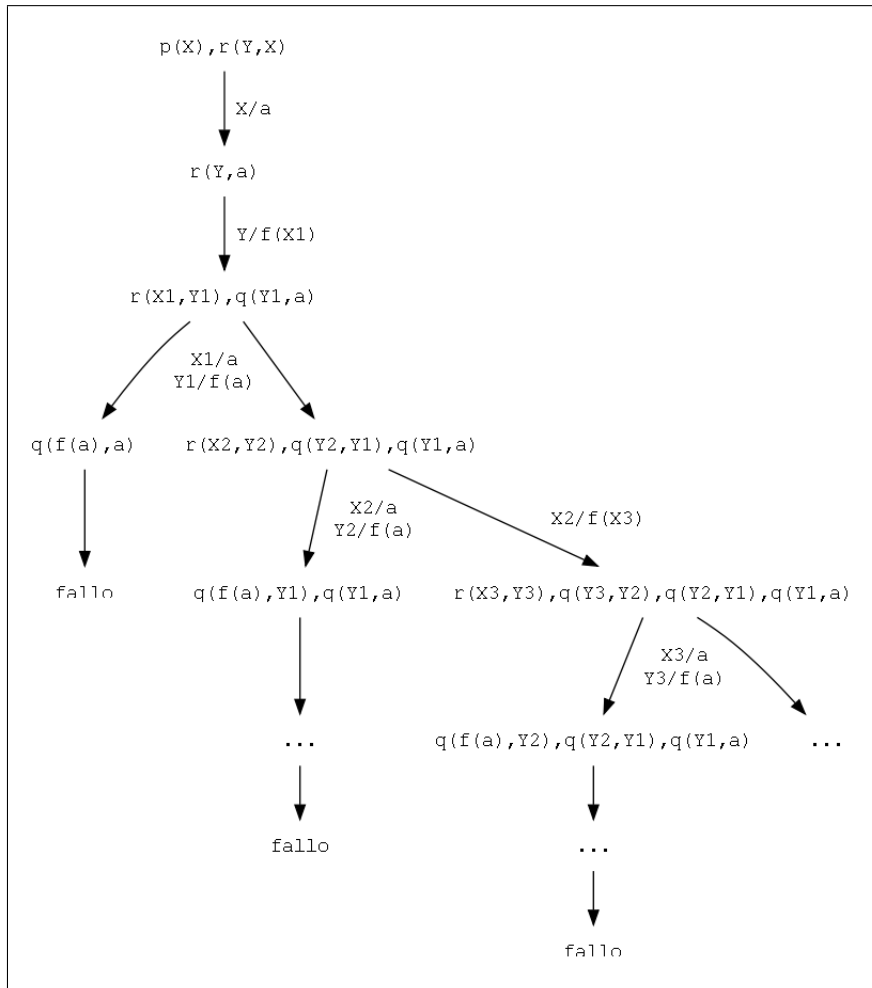 p(X),r(Y,X)
X/a
r(Y,a)
Y/f(X1)
r(X1,Y1),q(Y1,a)
X1/a
Y1/f(a)
q(f(a),a) r(X2,Y2),q(Y2,Y1),q(Y1,a)
X2/a
Y2/f(a)
X2/f(X3)
fallo q(f(a),Y1),q(Y1,a) r(X3,Y3),q(Y3,Y2),q(Y2,Y1),q(Y1,a)
X3/a
Y3/f(a)
... q(f(a),Y2),q(Y2,Y1),q(Y1,a) ...
fallo ...
fallo